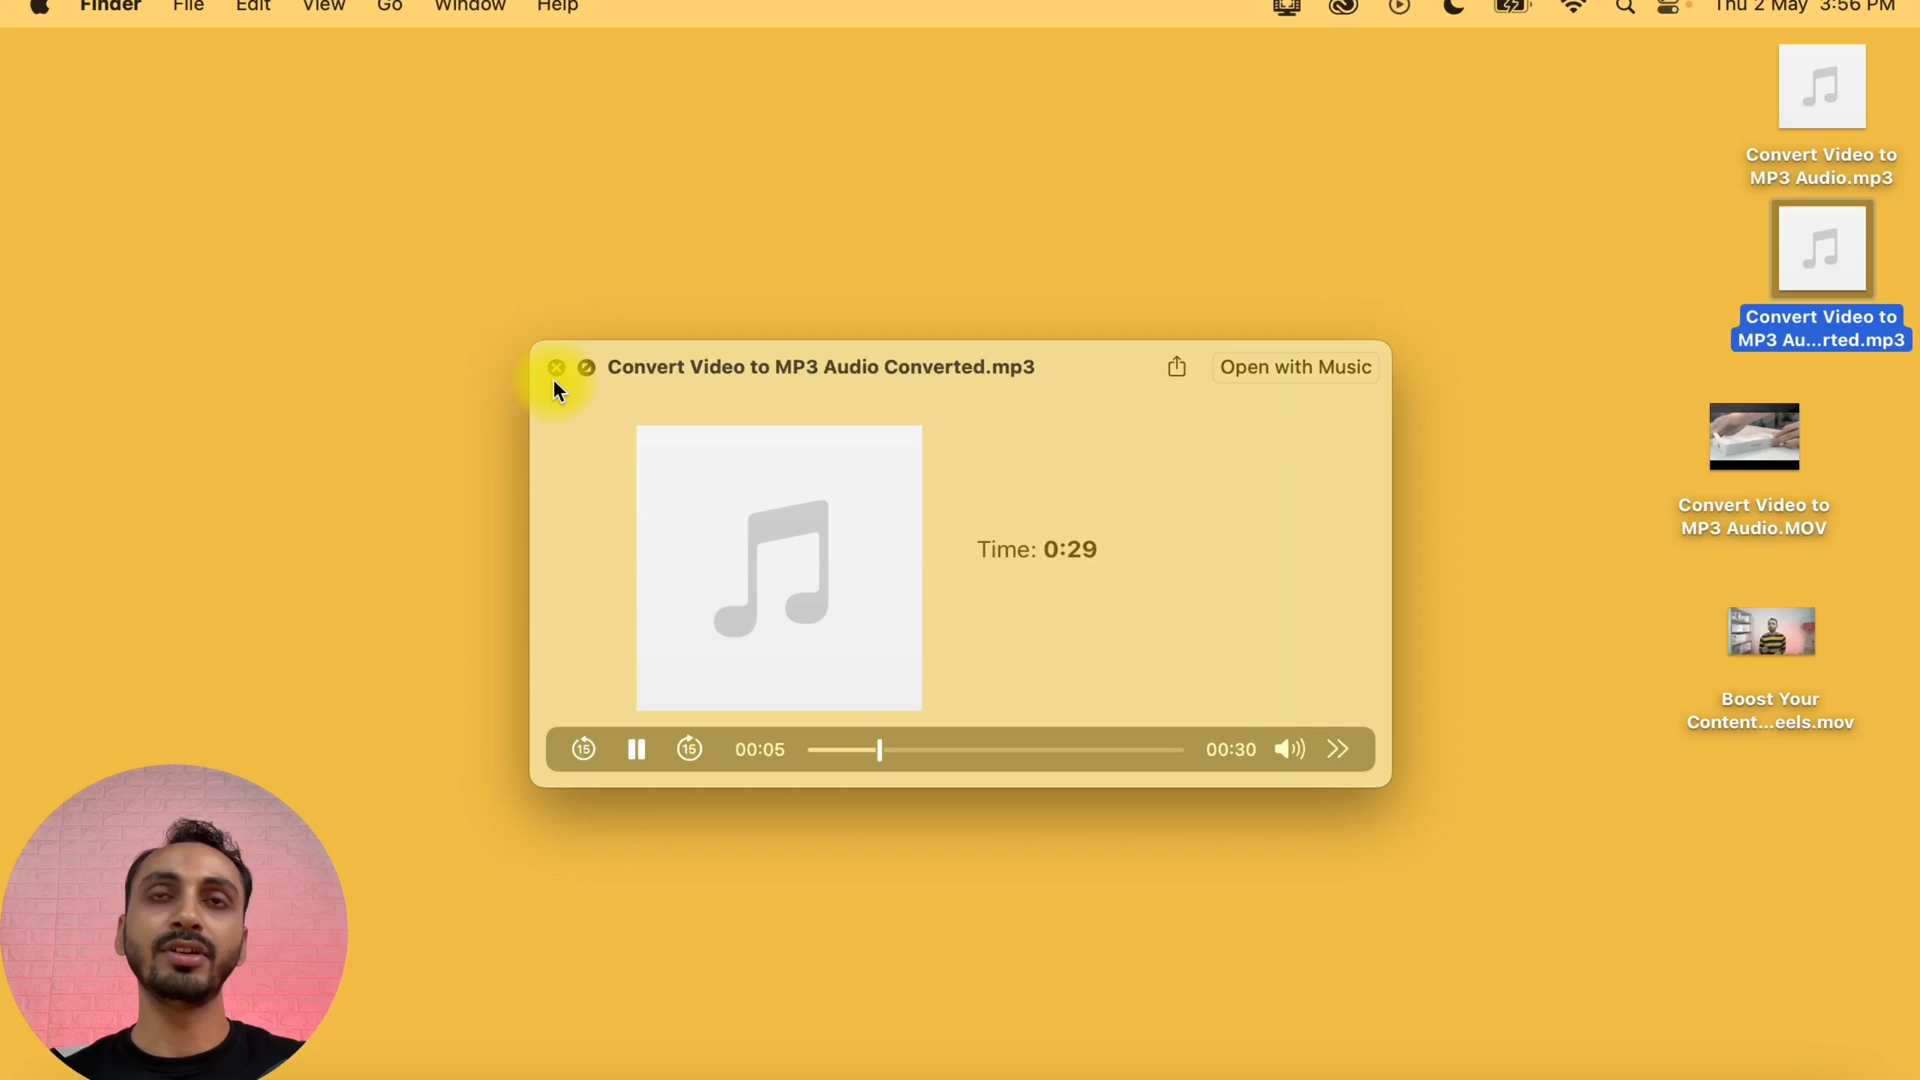 Finder File Edit View Go Window Help Thu 2 May 3:56 PM
Convert Video to
MP3 Audio.mp3
Convert Video to
MP3 Au...rted.mp3
Convert Video to MP3 Audio Converted.mp3 Open with Music
Time: 0:29
15 15 00:05 00:30
Convert Video to
MP3 Audio.MOV
Boost Your
Content...eels.mov